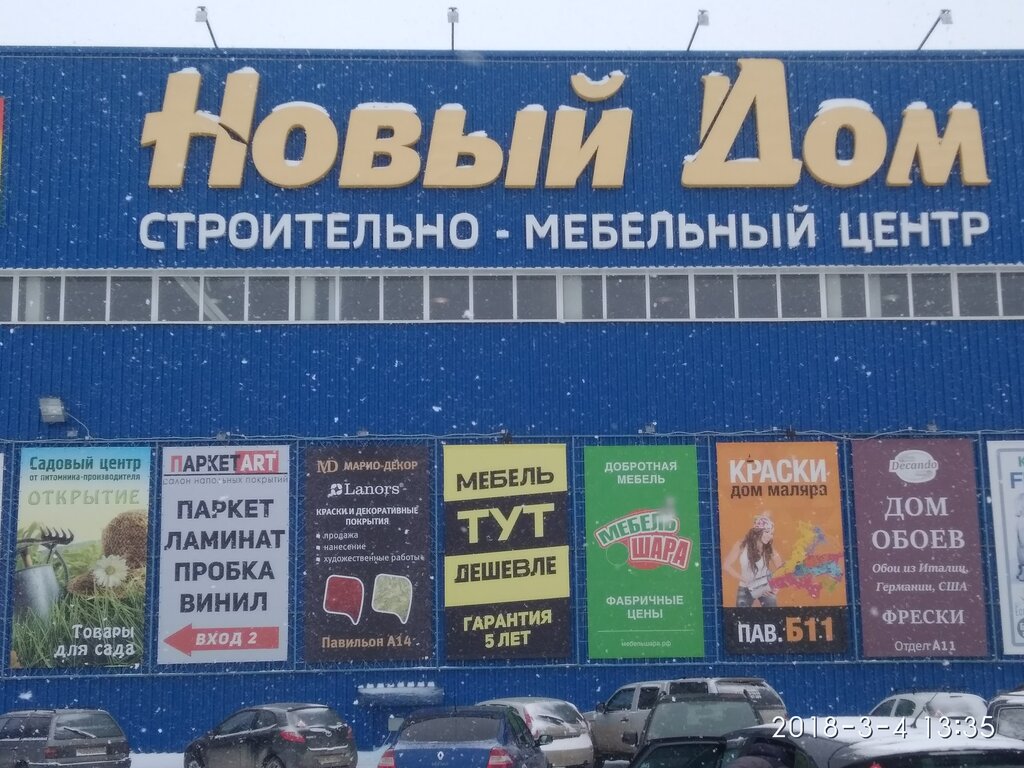 Новый Дом
СТРОИТЕЛЬНО - МЕБЕЛЬНЫЙ ЦЕНТР
Садовый центр
от питомника-производителя
ОТКРЫТИЕ
Товары
для сада
ПАРКЕТART
САЛОН НАПОЛЬНЫХ ПОКРЫТИЙ
ПАРКЕТ
ЛАМИНАТ
ПРОБКА
ВИНИЛ
ВХОД 2
MD МАРИО-ДЕКОР
Lanors
КРАСКИ И ДЕКОРАТИВНЫЕ
ПОКРЫТИЯ
• продажа
• нанесение
• художественные работы
Павильон А14
МЕБЕЛЬ
ТУТ
ДЕШЕВЛЕ
ГАРАНТИЯ
5 ЛЕТ
ДОБРОТНАЯ
МЕБЕЛЬ
МЕБЕЛЬ
ШАРА
ФАБРИЧНЫЕ
ЦЕНЫ
мебельшара.рф
КРАСКИ
дом маляра
ПАВ. Б11
Decando
ДОМ
ОБОЕВ
Обои из Италии,
Германии, США
ФРЕСКИ
Отдел А11
2018-3-4 13:35